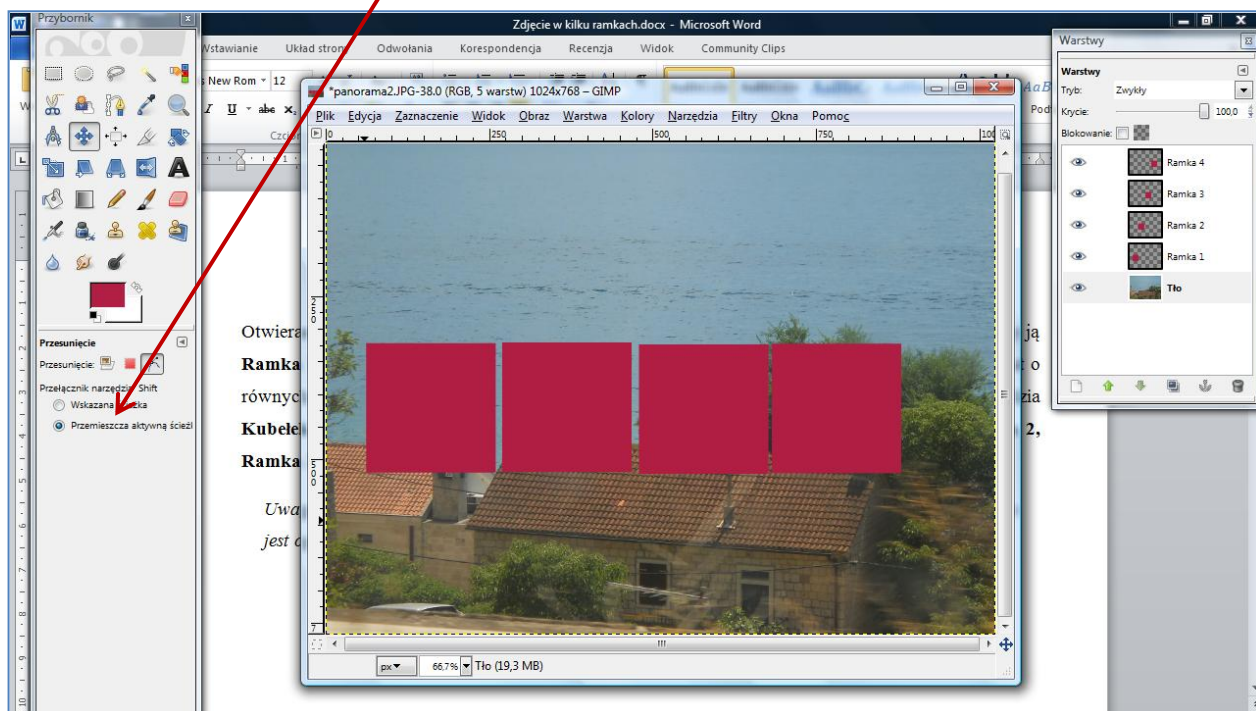 Przybornik
Zdjęcie w kilku ramkach.docx - Microsoft Word
Wstawianie Układ strony Odwołania Korespondencja Recenzja Widok Community Clips
New Rom 12
I U abe x,
*panorama2.JPG-38.0 (RGB, 5 warstw) 1024x768 – GIMP
Plik Edycja Zaznaczenie Widok Obraz Warstwa Kolory Narzędzia Filtry Okna Pomoc
0 250 500 750
Warstwy
Warstwy
Tryb: Zwykły
Krycie: 100,0
Blokowanie:
Ramka 4
Ramka 3
Ramka 2
Ramka 1
Tło
Przesunięcie
Przesunięcie:
Przełącznik narzędzia Shift
Wskazana
Przemieszcza aktywną ścież
Otwiera ją
Ramka o
równyc zia
Kubełe 2,
Ramka
Uwa
jest
px 66,7% Tło (19,3 MB)